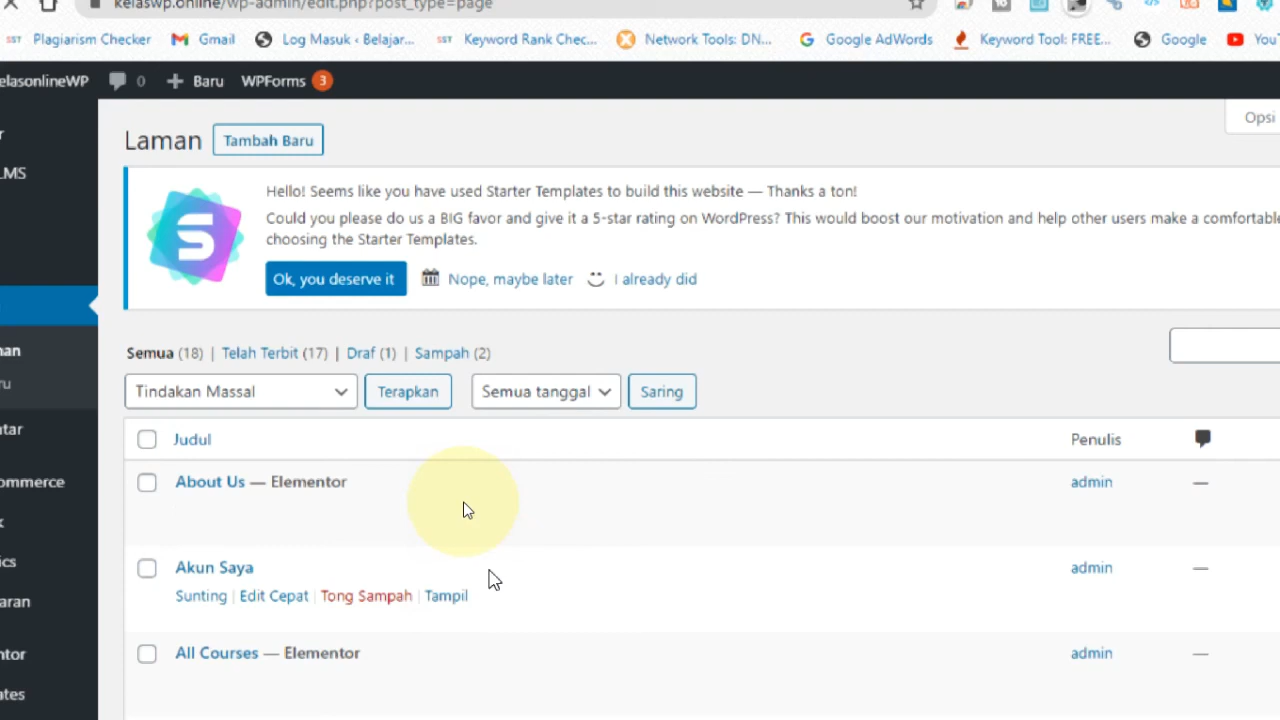 kelaswp.online/wp-admin/edit.php?post_type=page
SST Plagiarism Checker Gmail Log Masuk ‹ Belajar... SST Keyword Rank Chec... Network Tools: DN... Google AdWords Keyword Tool: FREE... Google YouT
elasonlineWP 0 + Baru WPForms 3
Opsi
r
Laman Tambah Baru
LMS
Hello! Seems like you have used Starter Templates to build this website — Thanks a ton!
Could you please do us a BIG favor and give it a 5-star rating on WordPress? This would boost our motivation and help other users make a comfortable
choosing the Starter Templates.
Ok, you deserve it Nope, maybe later I already did
man
Semua (18) | Telah Terbit (17) | Draf (1) | Sampah (2)
ru
Tindakan Massal Terapkan Semua tanggal Saring
ntar
Judul Penulis
ommerce
About Us — Elementor admin —
k
ics
Akun Saya admin —
aran
Sunting | Edit Cepat | Tong Sampah | Tampil
ntor
All Courses — Elementor admin —
ates